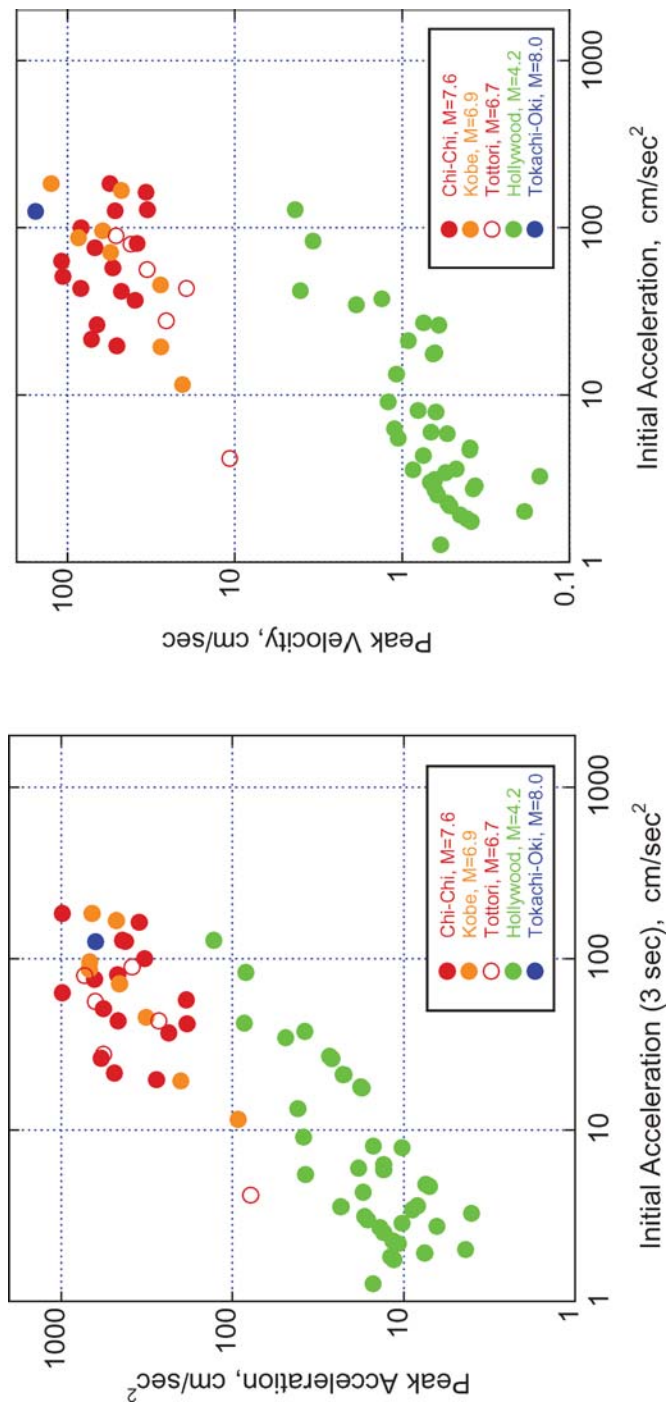 1000
100
10
1
Peak Acceleration, cm/sec²
1
10
100
1000
Initial Acceleration (3 sec), cm/sec²
Chi-Chi, M=7.6
Kobe, M=6.9
Tottori, M=6.7
Hollywood, M=4.2
Tokachi-Oki, M=8.0
100
10
1
0.1
Peak Velocity, cm/sec
1
10
100
1000
Initial Acceleration, cm/sec²
Chi-Chi, M=7.6
Kobe, M=6.9
Tottori, M=6.7
Hollywood, M=4.2
Tokachi-Oki, M=8.0